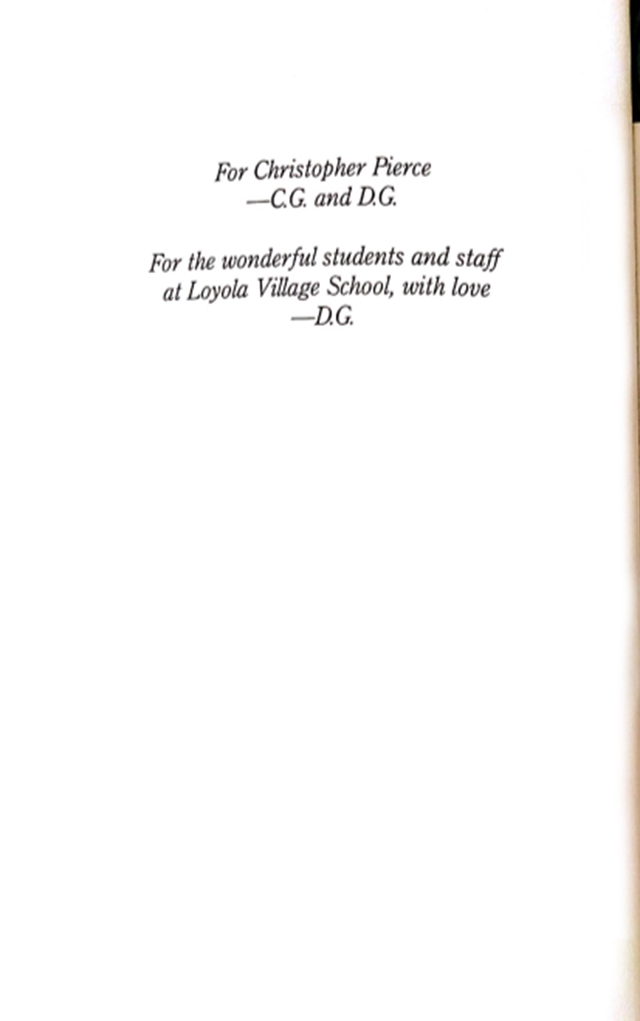 For Christopher Pierce
—C.G. and D.G.
For the wonderful students and staff
at Loyola Village School, with love
—D.G.